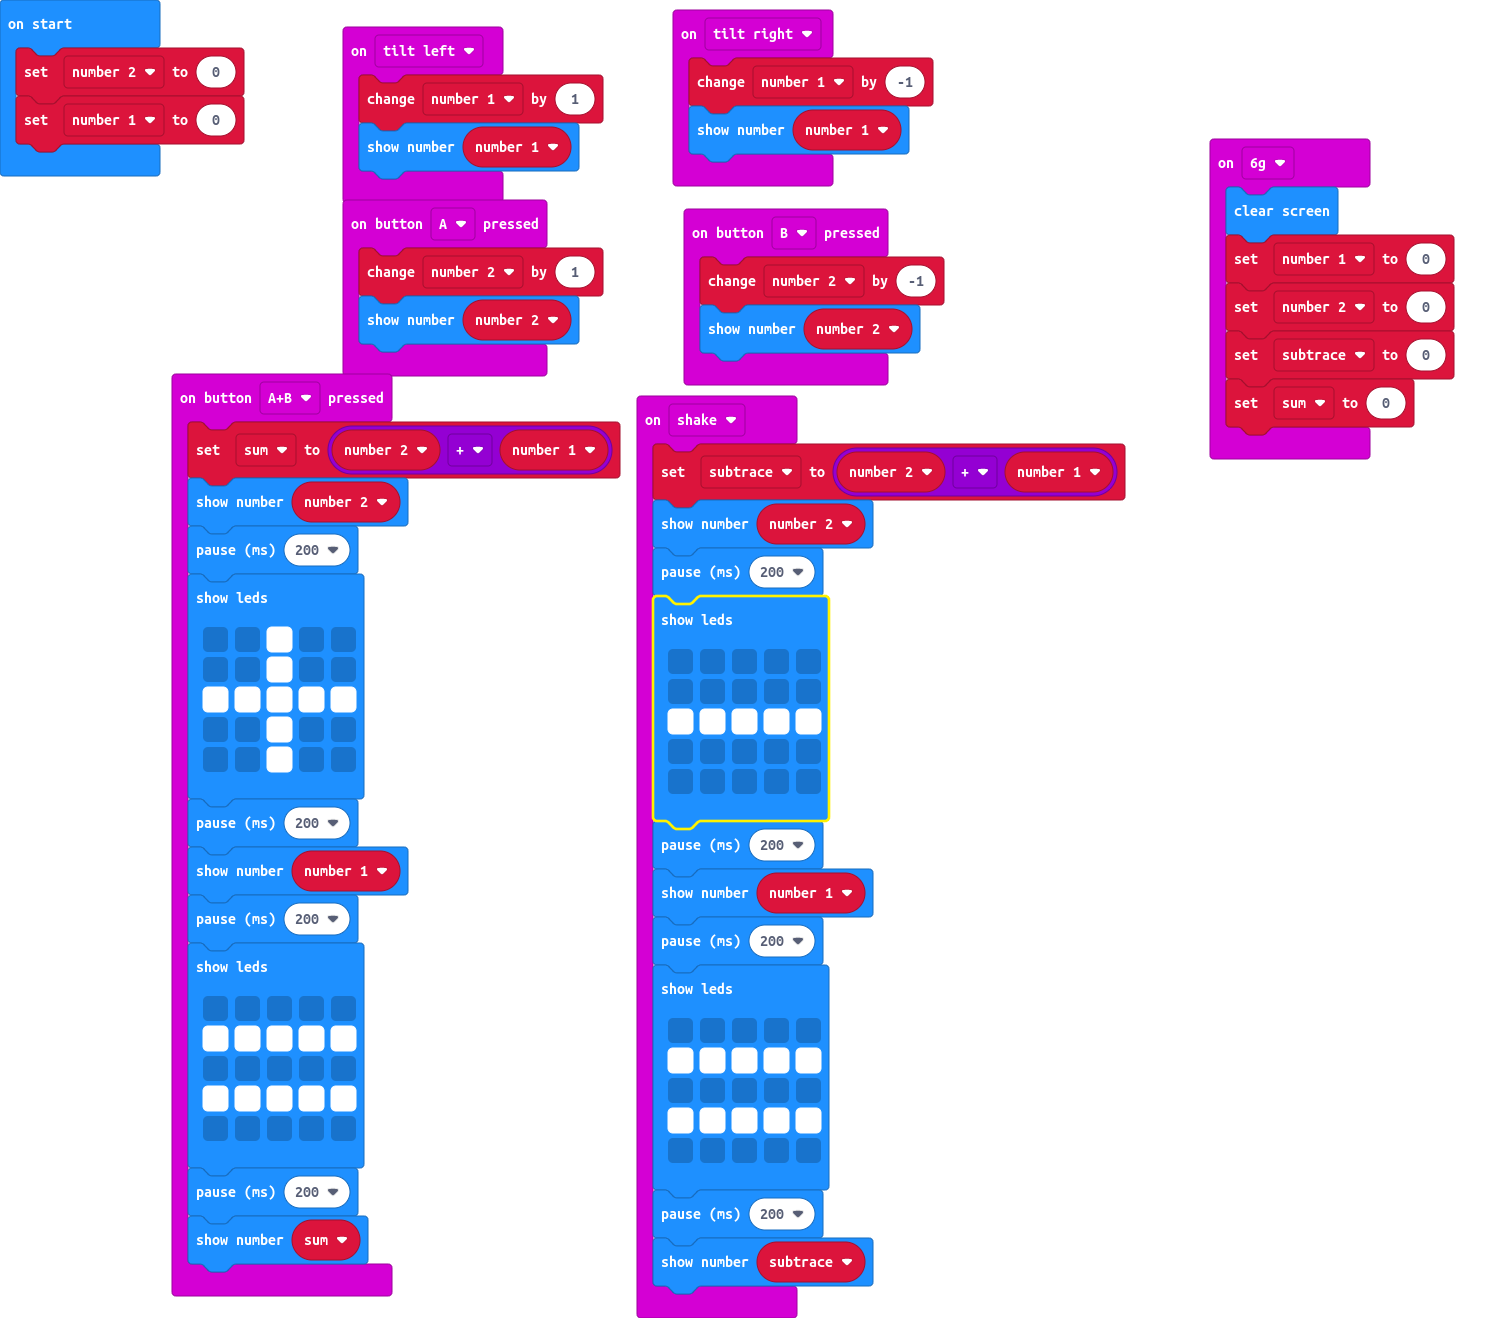 on start
set number 2 to 0
set number 1 to 0
on tilt left
change number 1 by 1
show number number 1
on tilt right
change number 1 by -1
show number number 1
on button A pressed
change number 2 by 1
show number number 2
on button B pressed
change number 2 by -1
show number number 2
on 6g
clear screen
set number 1 to 0
set number 2 to 0
set subtrace to 0
set sum to 0
on button A+B pressed
set sum to number 2 + number 1
show number number 2
pause (ms) 200
show leds
pause (ms) 200
show number number 1
pause (ms) 200
show leds
pause (ms) 200
show number sum
on shake
set subtrace to number 2 + number 1
show number number 2
pause (ms) 200
show leds
pause (ms) 200
show number number 1
pause (ms) 200
show leds
pause (ms) 200
show number subtrace